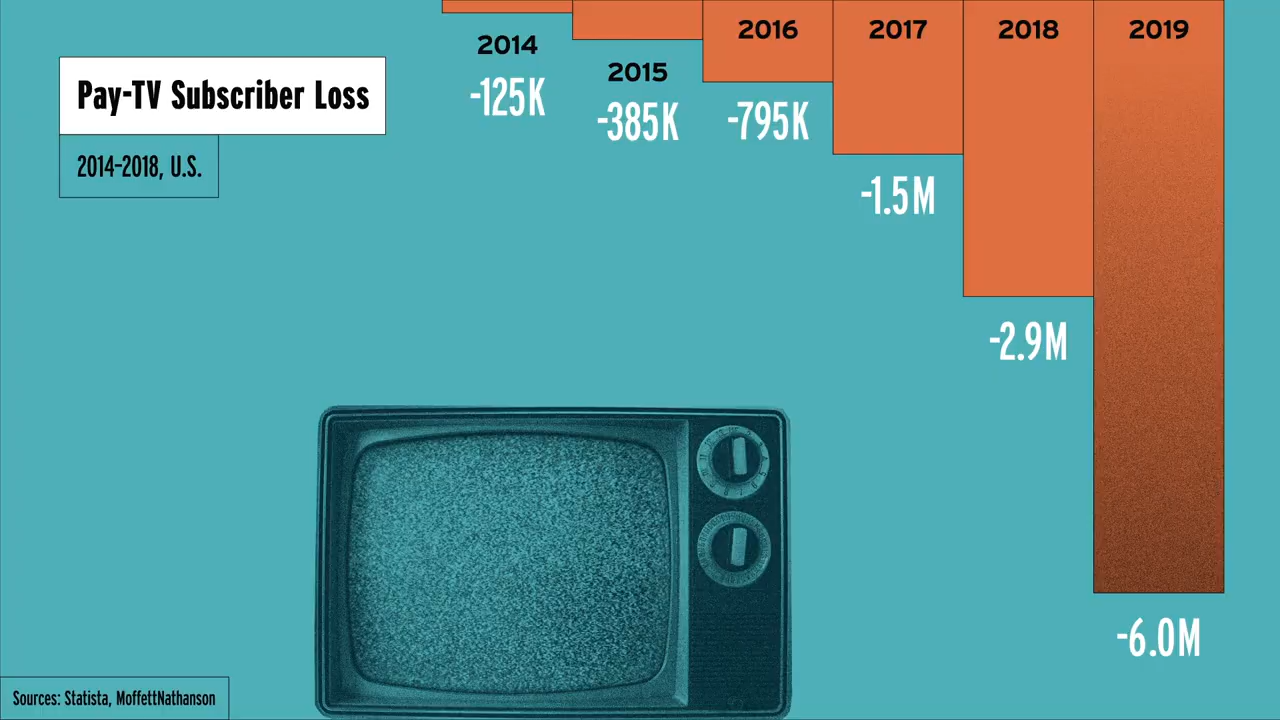 Pay-TV Subscriber Loss
2014-2018, U.S.
2014
-125K
2015
-385K
2016
-795K
2017
-1.5M
2018
-2.9M
2019
-6.0M
Sources: Statista, MoffettNathanson